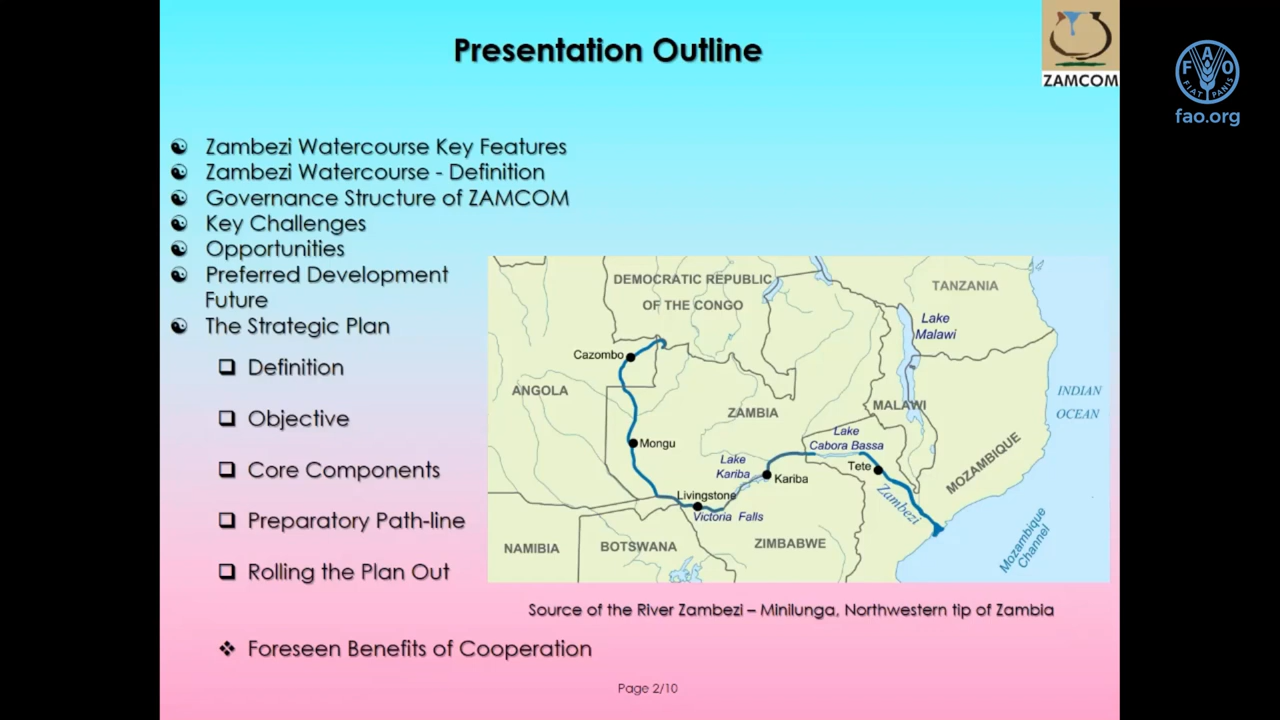 Presentation Outline
ZAMCOM
FAO
FIAT PANIS
fao.org
Zambezi Watercourse Key Features
Zambezi Watercourse - Definition
Governance Structure of ZAMCOM
Key Challenges
Opportunities
Preferred Development
Future
The Strategic Plan
Definition
Objective
Core Components
Preparatory Path-line
Rolling the Plan Out
Foreseen Benefits of Cooperation
DEMOCRATIC REPUBLIC
OF THE CONGO
TANZANIA
Lake
Malawi
Cazombo
ANGOLA
ZAMBIA
MALAWI
INDIAN
OCEAN
Lake
Cabora Bassa
Mongu
Lake
Kariba
Kariba
Tete
MOZAMBIQUE
Zambezi
Livingstone
Victoria Falls
NAMIBIA
BOTSWANA
ZIMBABWE
Mozambique
Channel
Source of the River Zambezi – Minilunga, Northwestern tip of Zambia
Page 2/10